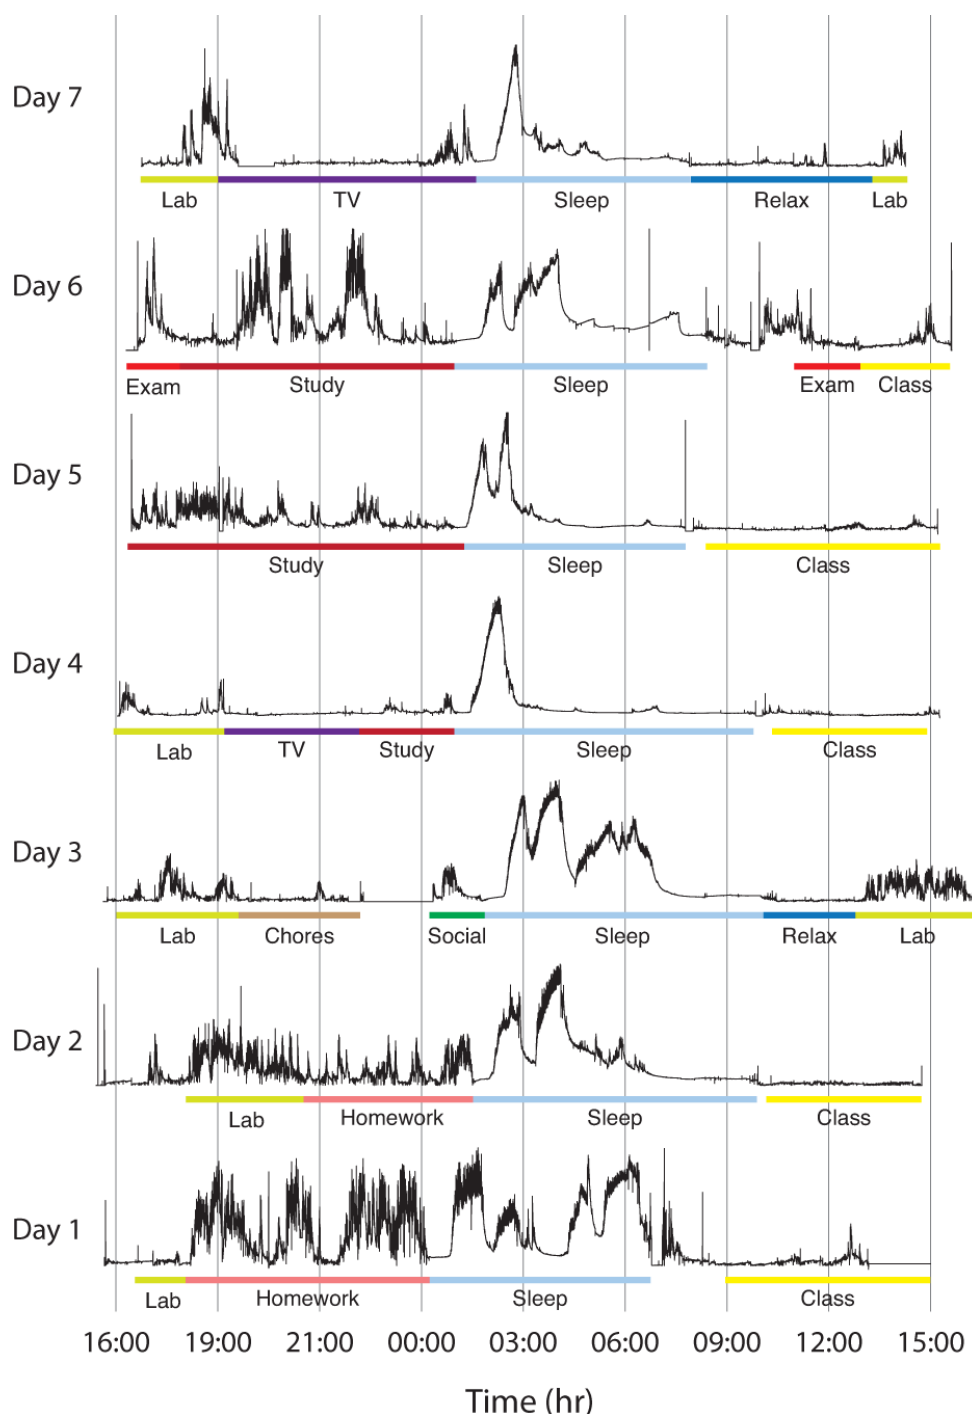 Day 7
Lab TV Sleep Relax Lab
Day 6
Exam Study Sleep Exam Class
Day 5
Study Sleep Class
Day 4
Lab TV Study Sleep Class
Day 3
Lab Chores Social Sleep Relax Lab
Day 2
Lab Homework Sleep Class
Day 1
Lab Homework Sleep Class
16:00 19:00 21:00 00:00 03:00 06:00 09:00 12:00 15:00
Time (hr)